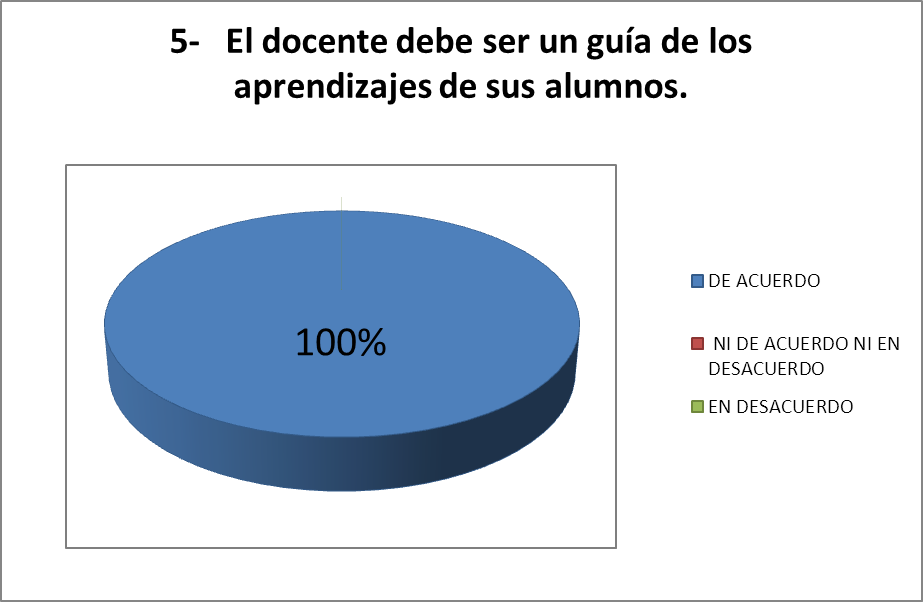 5- El docente debe ser un guía de los
aprendizajes de sus alumnos.
100%
DE ACUERDO
NI DE ACUERDO NI EN
DESACUERDO
EN DESACUERDO